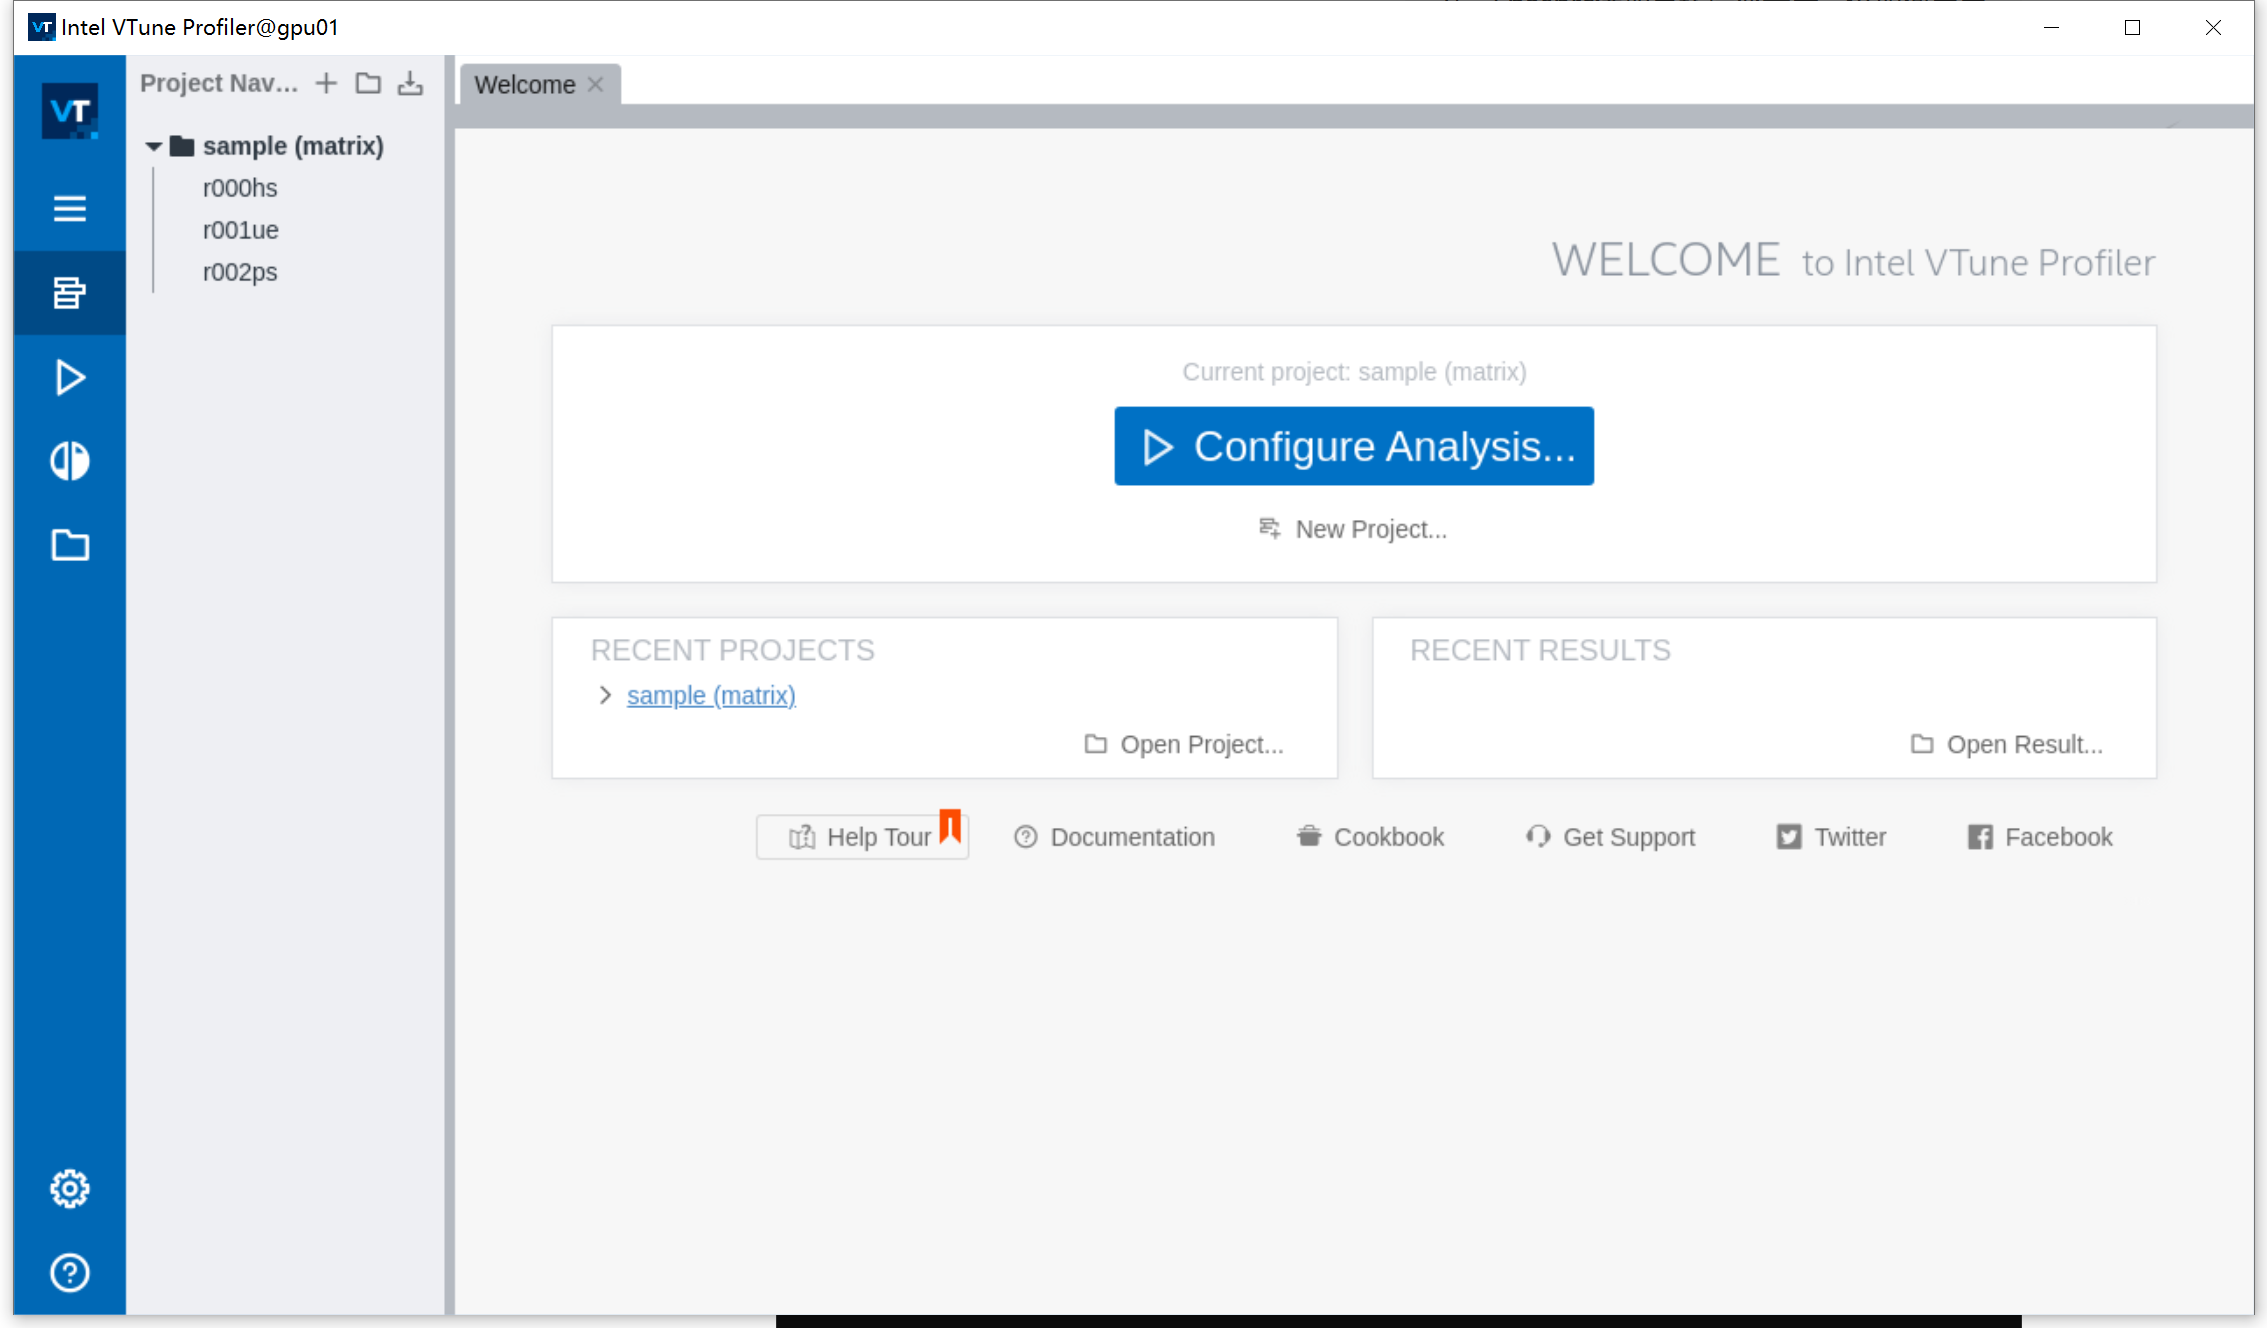 Intel VTune Profiler@gpu01
VT
Project Nav...
sample (matrix)
r000hs
r001ue
r002ps
Welcome
WELCOME to Intel VTune Profiler
Current project: sample (matrix)
Configure Analysis...
New Project...
RECENT PROJECTS
sample (matrix)
Open Project...
RECENT RESULTS
Open Result...
Help Tour
Documentation
Cookbook
Get Support
Twitter
Facebook